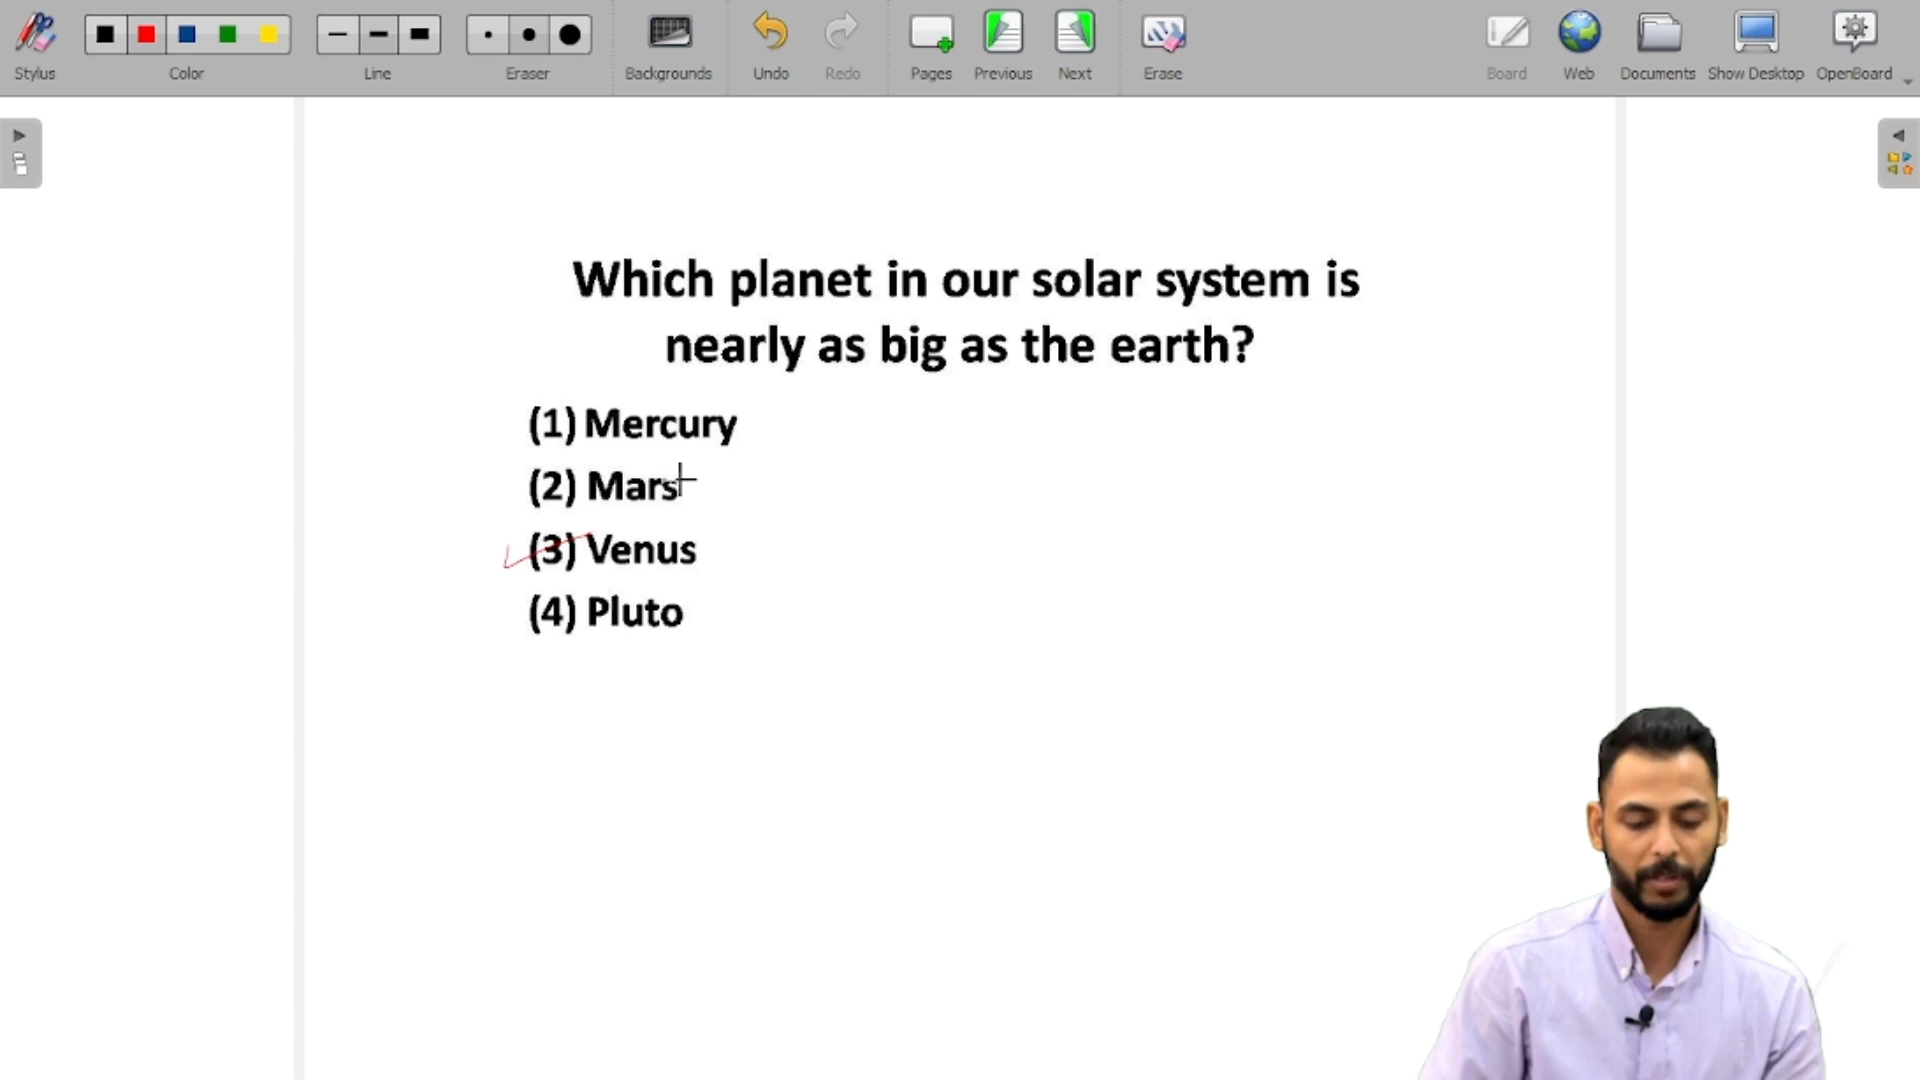 Stylus
Color
Line
Eraser
Backgrounds
Undo
Redo
Pages
Previous
Next
Erase
Board
Web
Documents
Show Desktop
OpenBoard
Which planet in our solar system is
nearly as big as the earth?
(1) Mercury
(2) Mars
(3) Venus
(4) Pluto